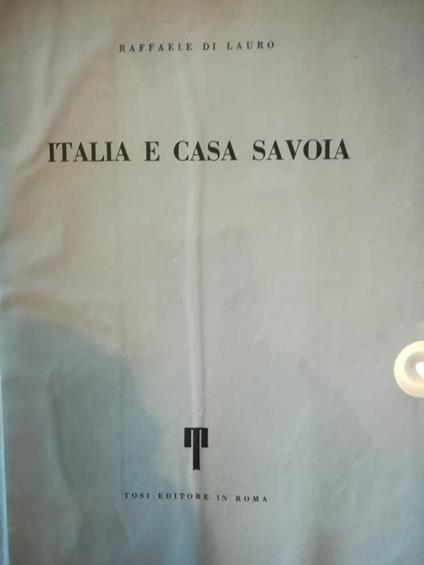 RAFFAELE DI LAURO
ITALIA E CASA SAVOIA
T
TOSI EDITORE IN ROMA